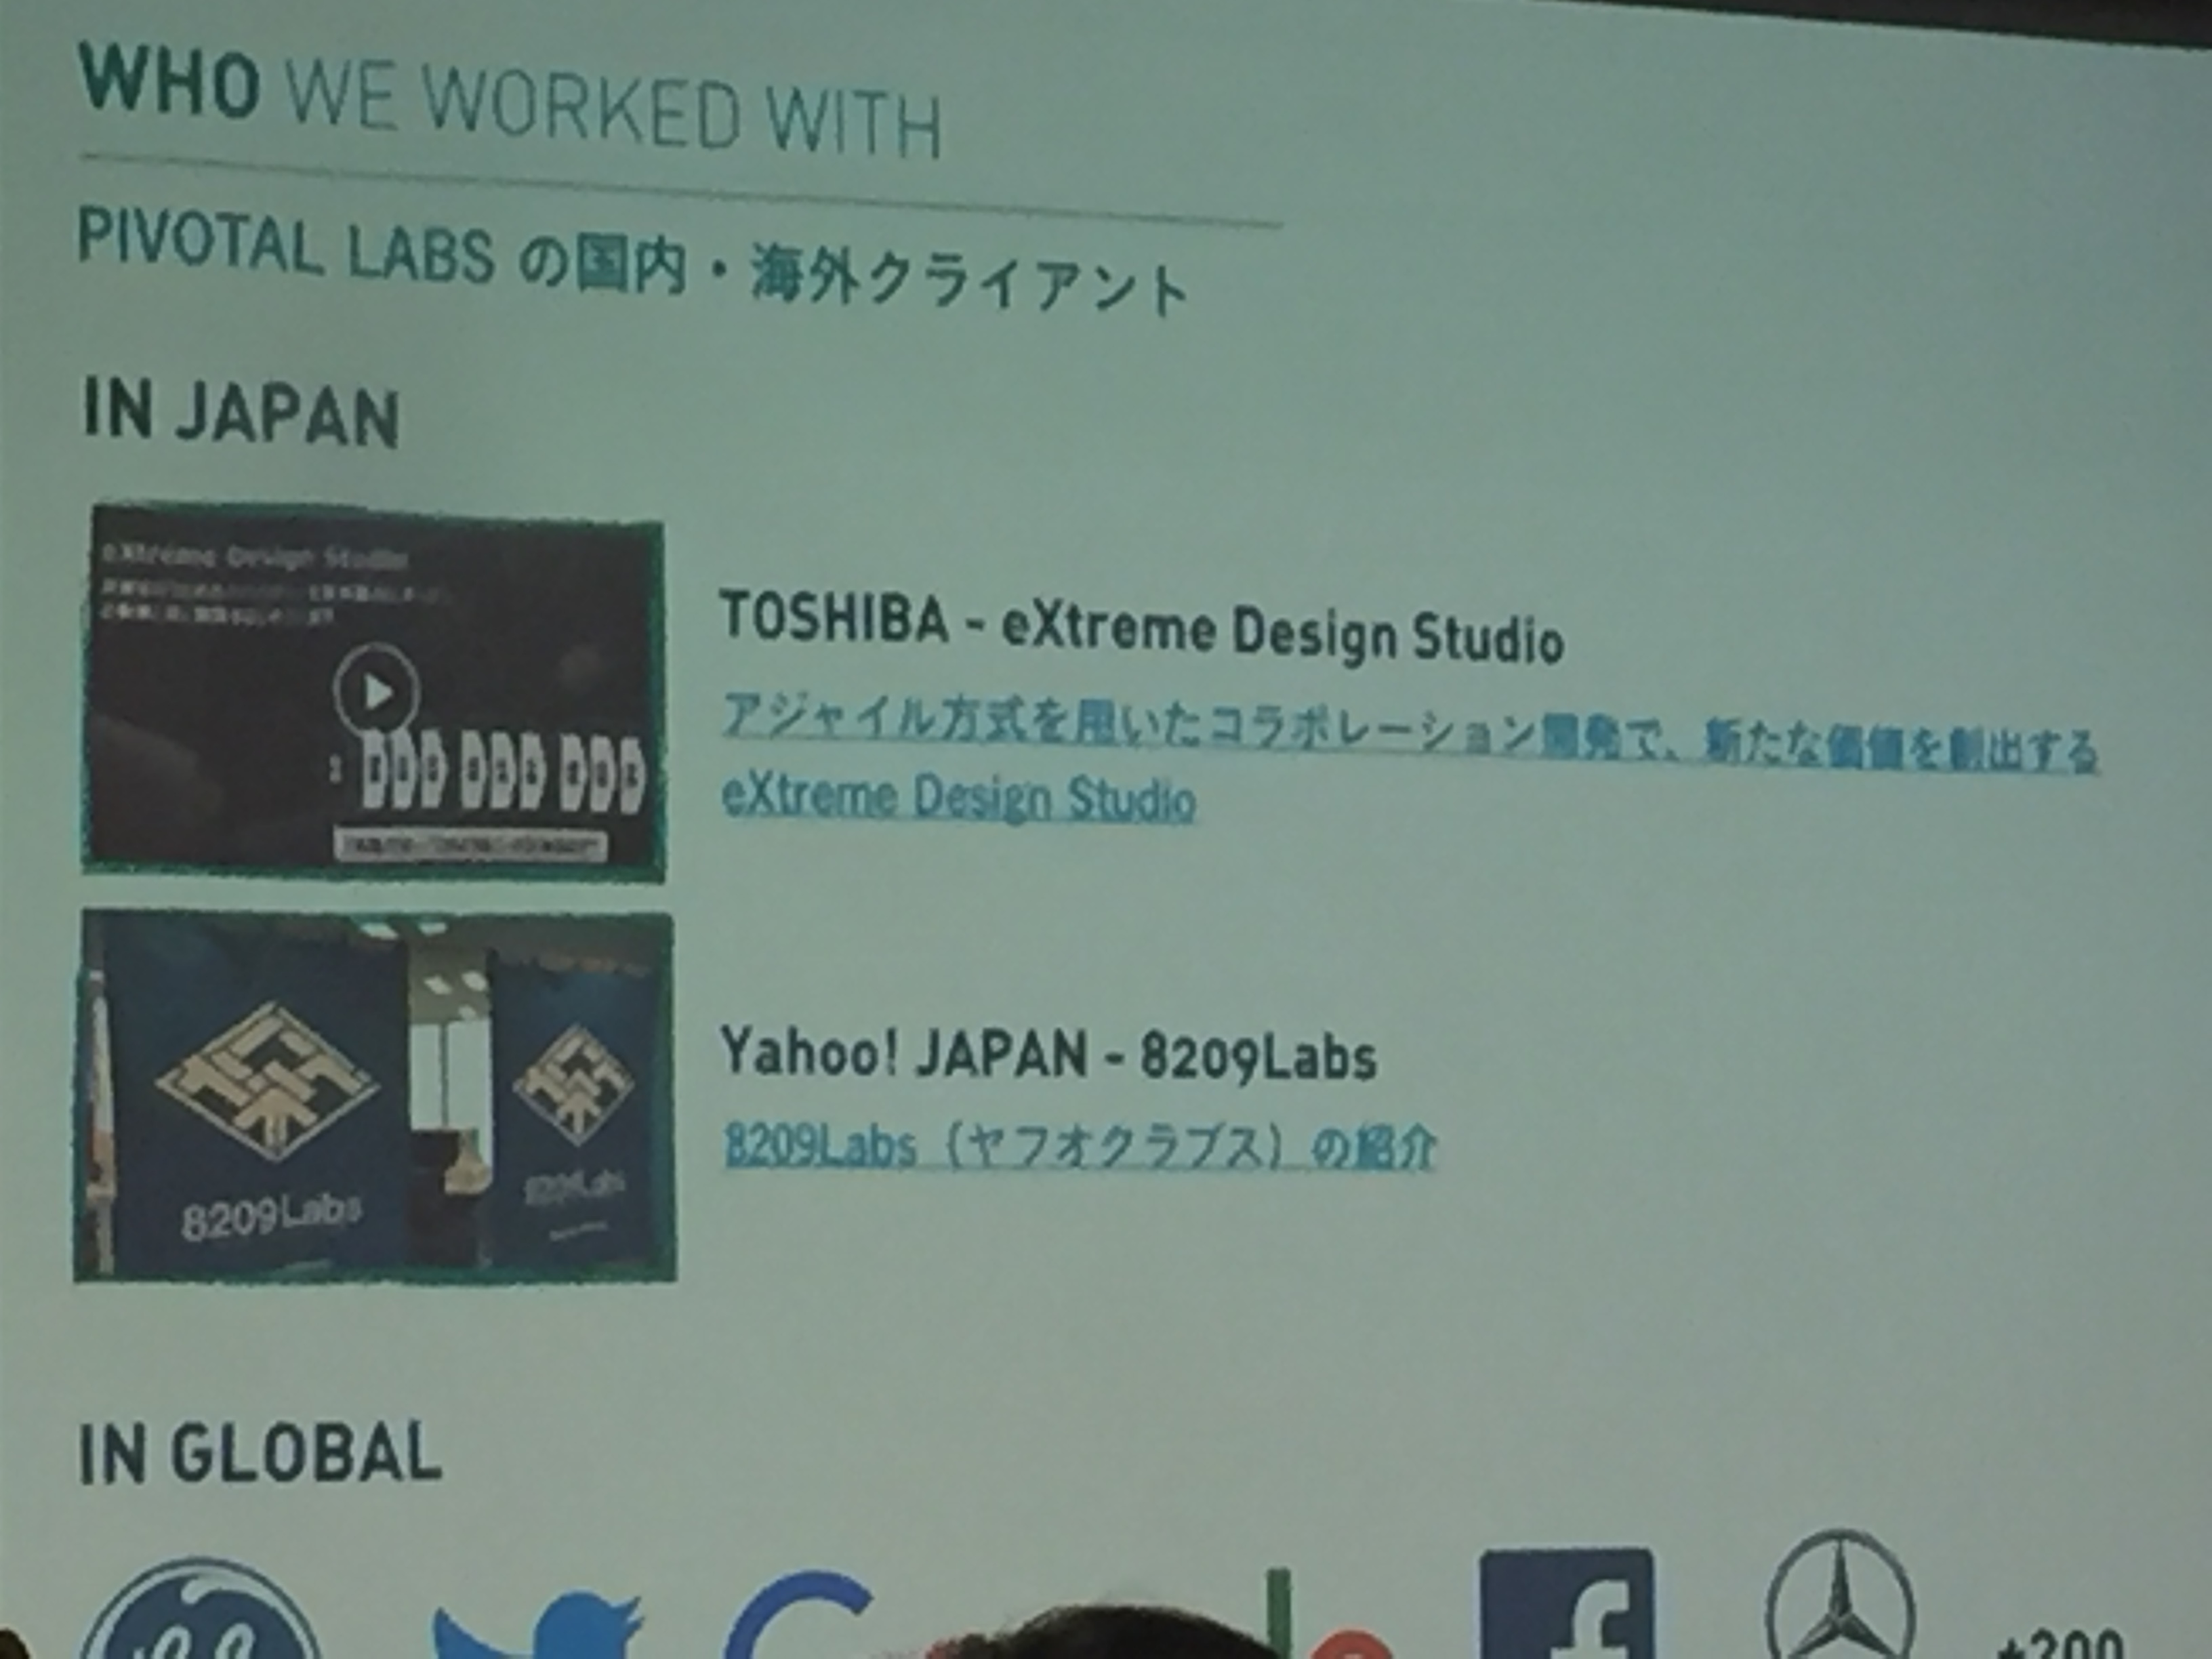 WHO WE WORKED WITH
PIVOTAL LABS の国内・海外クライアント
IN JAPAN
eXtreme Design Studio
TOSHIBA - eXtreme Design Studio
アジャイル方式を用いたコラボレーション開発で、新たな価値を創出する
eXtreme Design Studio
8209Labs
8209Labs
Yahoo! JAPAN - 8209Labs
8209Labs（ヤフオクラブス）の紹介
IN GLOBAL
+200